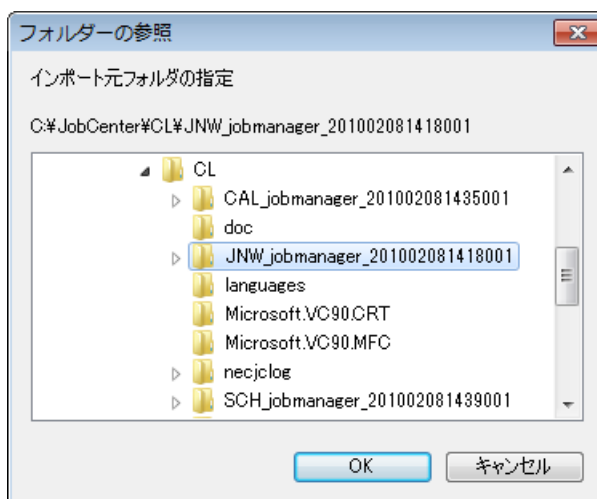 フォルダーの参照
インポート元フォルダの指定
C:¥JobCenter¥CL¥JNW_jobmanager_201002081418001
CL
CAL_jobmanager_201002081435001
doc
JNW_jobmanager_201002081418001
languages
Microsoft.VC90.CRT
Microsoft.VC90.MFC
necjclog
SCH_jobmanager_201002081439001
OK
キャンセル